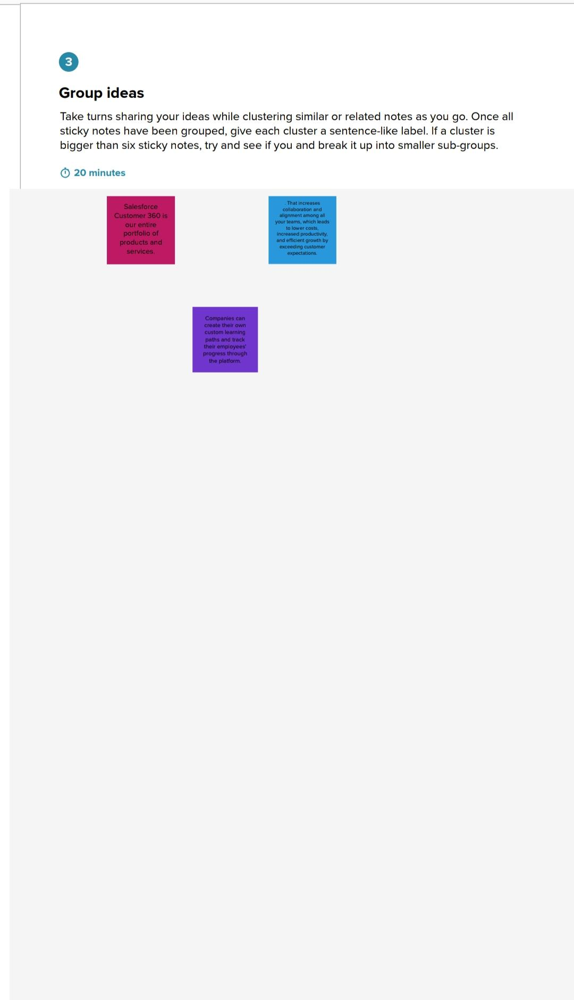 3
Group ideas
Take turns sharing your ideas while clustering similar or related notes as you go. Once all
sticky notes have been grouped, give each cluster a sentence-like label. If a cluster is
bigger than six sticky notes, try and see if you and break it up into smaller sub-groups.
20 minutes
Salesforce
Customer 360 is
our entire
portfolio of
products and
services.
. That increases
collaboration and
alignment among all
your teams, which leads
to lower costs,
increased productivity,
and efficient growth by
exceeding customer
expectations.
Companies can
create their own
custom learning
paths and track
their employees'
progress through
the platform.